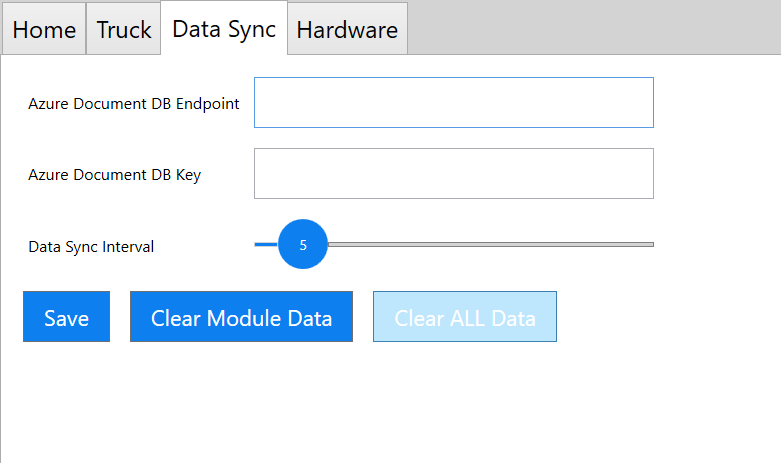 Home Truck Data Sync Hardware
Azure Document DB Endpoint
Azure Document DB Key
Data Sync Interval 5
Save Clear Module Data Clear ALL Data